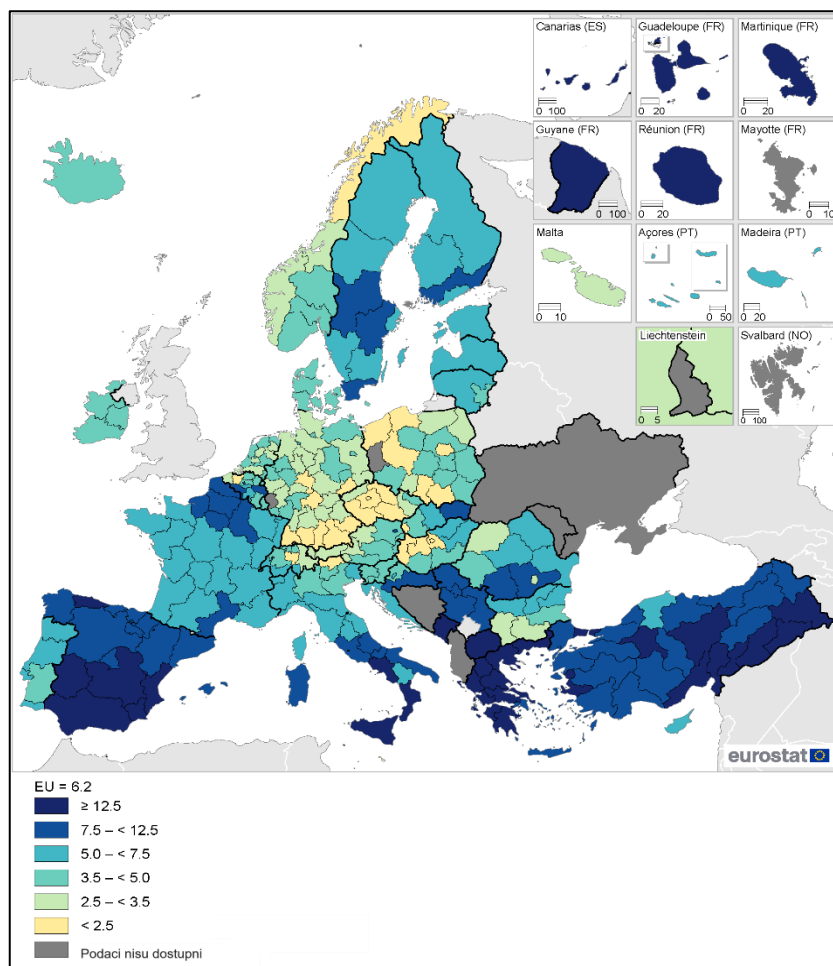 Canarias (ES)
0 100
Guadeloupe (FR)
0 20
Martinique (FR)
0 20
Guyane (FR)
0 100
Réunion (FR)
0 20
Mayotte (FR)
0 10
Malta
0 10
Açores (PT)
0 50
Madeira (PT)
0 20
Liechtenstein
0 5
Svalbard (NO)
0 100
eurostat
EU = 6.2
≥ 12.5
7.5 – < 12.5
5.0 – < 7.5
3.5 – < 5.0
2.5 – < 3.5
< 2.5
Podaci nisu dostupni